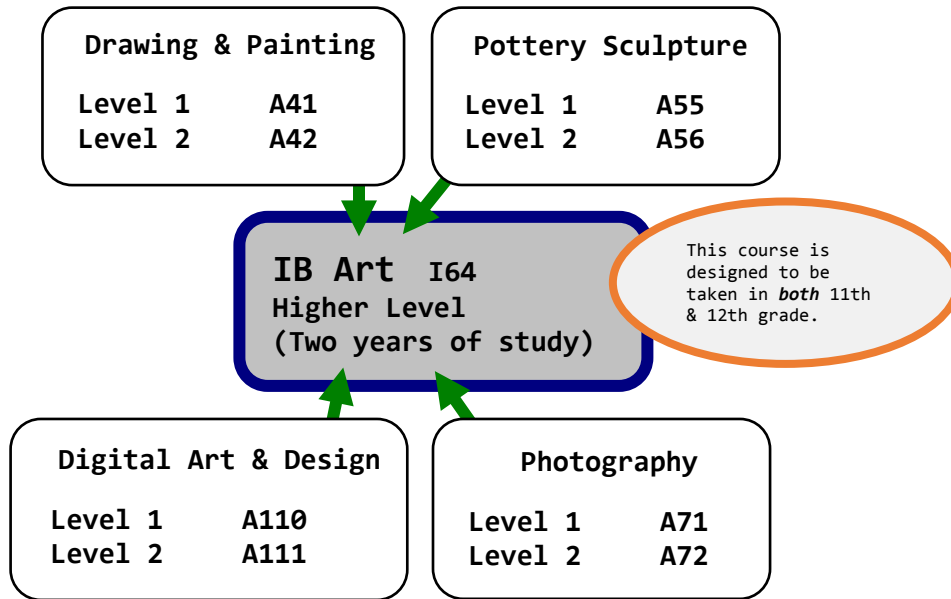 Drawing & Painting
Level 1 A41
Level 2 A42
Pottery Sculpture
Level 1 A55
Level 2 A56
IB Art I64
Higher Level
(Two years of study)
This course is
designed to be
taken in both 11th
& 12th grade.
Digital Art & Design
Level 1 A110
Level 2 A111
Photography
Level 1 A71
Level 2 A72